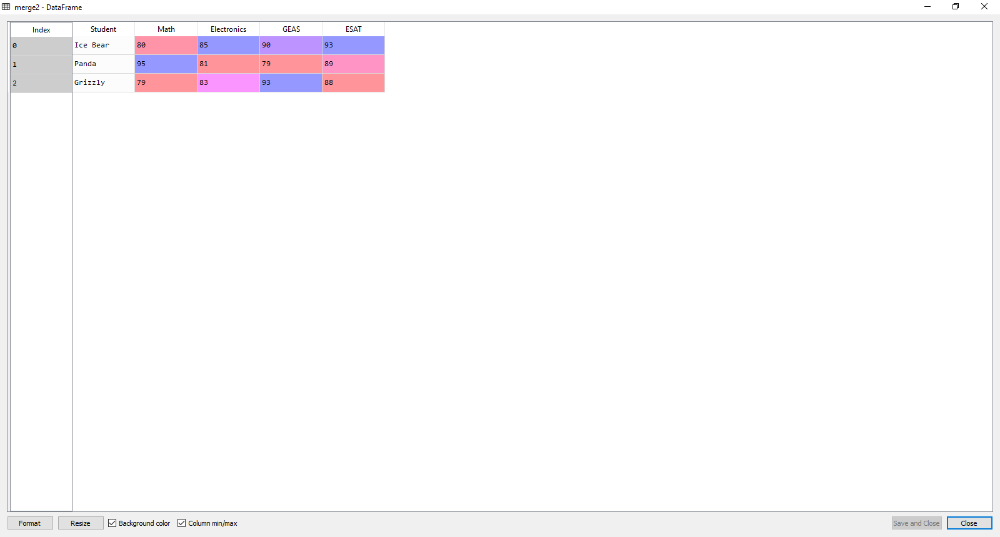 merge2 - DataFrame
Index Student Math Electronics GEAS ESAT
0 Ice Bear 80 85 90 93
1 Panda 95 81 79 89
2 Grizzly 79 83 93 88
Format Resize Background color Column min/max Save and Close Close